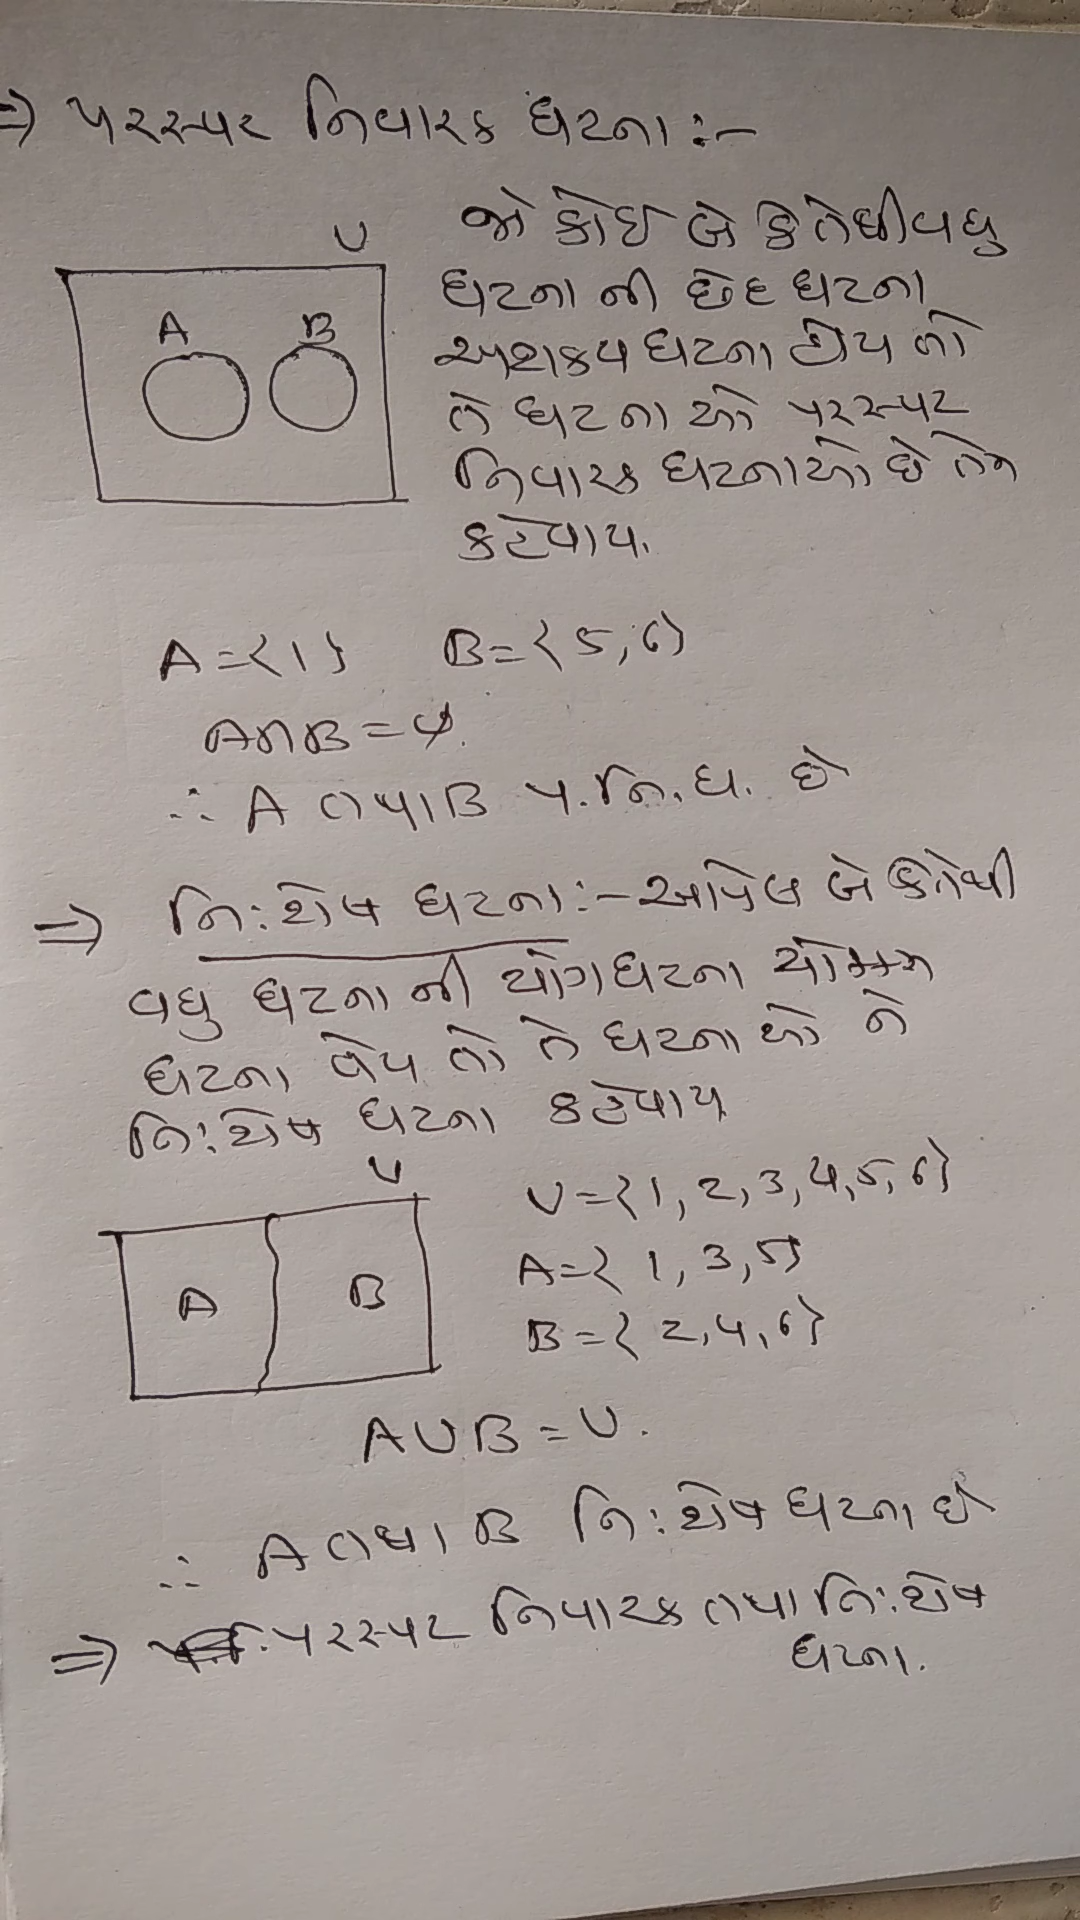 ⇒ પરસ્પર નિવારક ઘટના :-
જો કોઈ બે કે તેથી વધુ
ઘટના ની છેદ ઘટના
અશક્ય ઘટના હોય તો
તે ઘટના ઓ પરસ્પર
નિવારક ઘટનાઓ છે તેમ
કહેવાય.
U
A B
A = {1} B = {5, 6}
A∩B = φ.
∴ A તથા B પ. નિ. ઘ. છે
⇒ નિ:શેષ ઘટના :- આપેલ બે કે તેથી
વધુ ઘટના ની યોગ ઘટના
ઘટના હોય તો તે ઘટના ઓ ને
નિ:શેષ ઘટના કહેવાય
U
A B
U = {1, 2, 3, 4, 5, 6}
A = {1, 3, 5}
B = {2, 4, 6}
A∪B = U.
∴ A તથા B નિ:શેષ ઘટના છે
⇒ પરસ્પર નિવારક તથા નિ:શેષ
ઘટના.